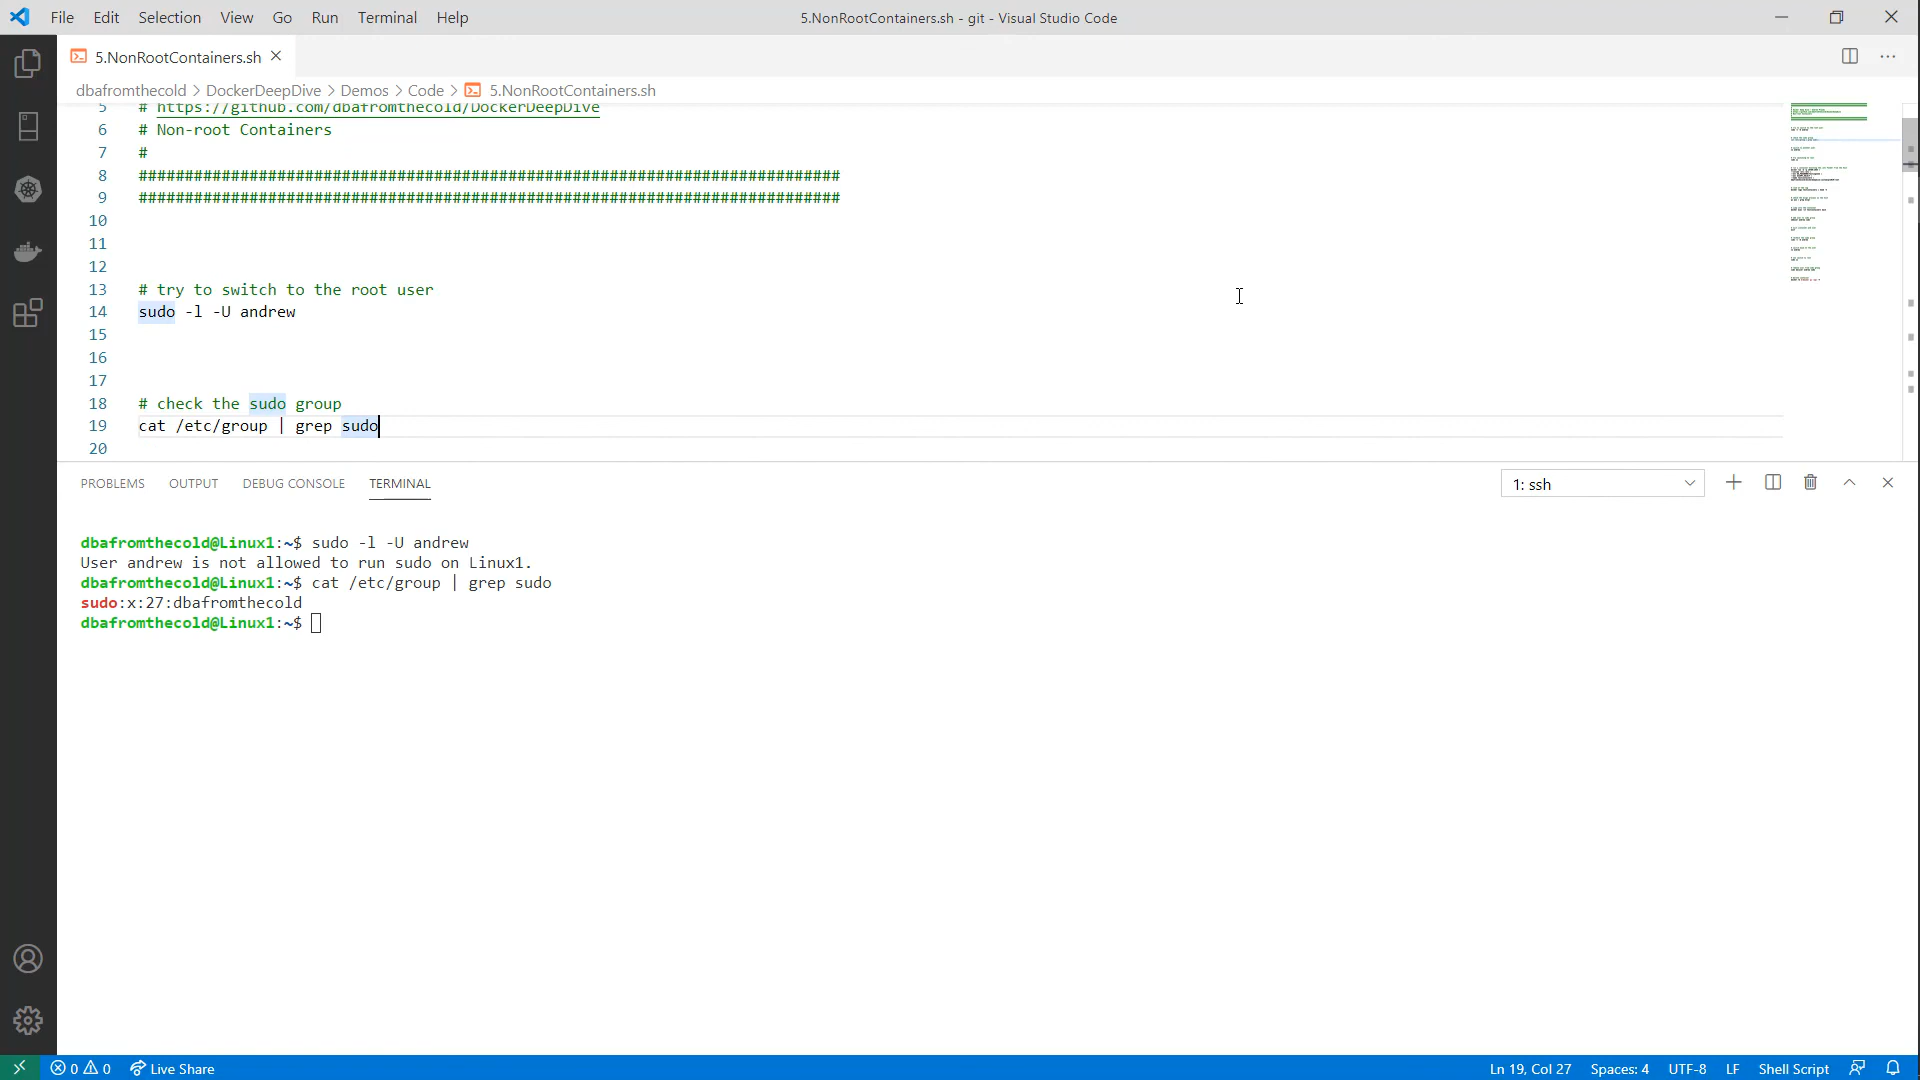 File Edit Selection View Go Run Terminal Help
5.NonRootContainers.sh - git - Visual Studio Code
5.NonRootContainers.sh
dbafromthecold > DockerDeepDive > Demos > Code > 5.NonRootContainers.sh
5 # https://github.com/dbafromthecold/DockerDeepDive
6 # Non-root Containers
7 #
8 ############################################################################
9 ############################################################################
10
11
12
13 # try to switch to the root user
14 sudo -l -U andrew
15
16
17
18 # check the sudo group
19 cat /etc/group | grep sudo
20
PROBLEMS OUTPUT DEBUG CONSOLE TERMINAL
1: ssh
dbafromthecold@Linux1:~$ sudo -l -U andrew
User andrew is not allowed to run sudo on Linux1.
dbafromthecold@Linux1:~$ cat /etc/group | grep sudo
sudo:x:27:dbafromthecold
dbafromthecold@Linux1:~$
0 0 Live Share
Ln 19, Col 27 Spaces: 4 UTF-8 LF Shell Script